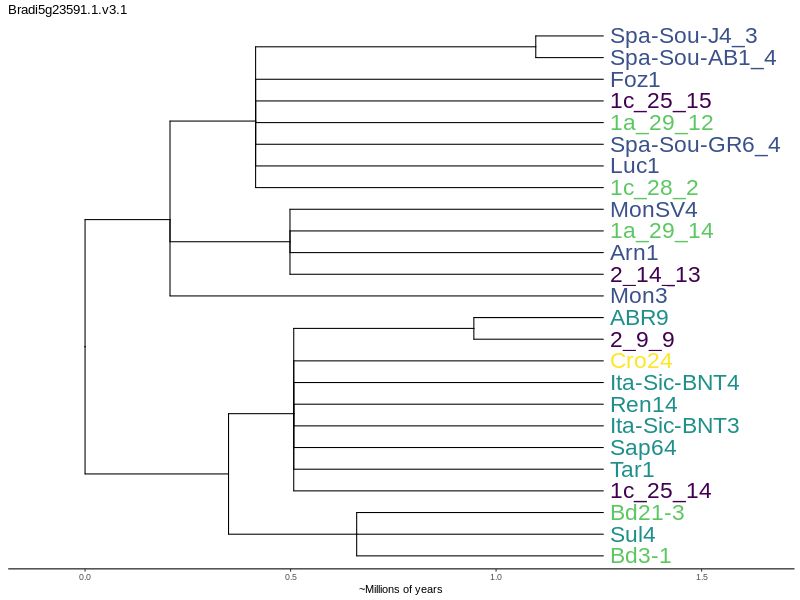 Bradi5g23591.1.v3.1
Spa-Sou-J4_3
Spa-Sou-AB1_4
Foz1
1c_25_15
1a_29_12
Spa-Sou-GR6_4
Luc1
1c_28_2
MonSV4
1a_29_14
Arn1
2_14_13
Mon3
ABR9
2_9_9
Cro24
Ita-Sic-BNT4
Ren14
Ita-Sic-BNT3
Sap64
Tar1
1c_25_14
Bd21-3
Sul4
Bd3-1
0.0 0.5 1.0 1.5
~Millions of years